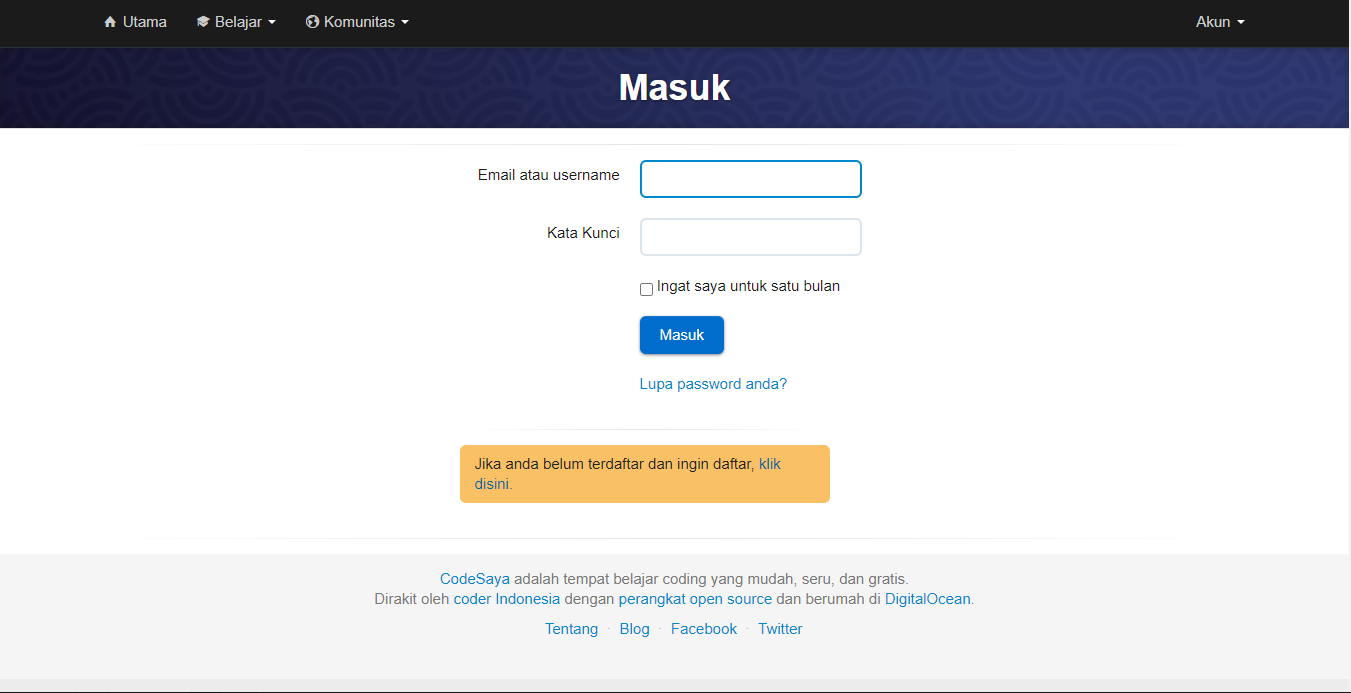 Utama Belajar Komunitas Akun
Masuk
Email atau username
Kata Kunci
Ingat saya untuk satu bulan
Masuk
Lupa password anda?
Jika anda belum terdaftar dan ingin daftar, klik
disini.
CodeSaya adalah tempat belajar coding yang mudah, seru, dan gratis.
Dirakit oleh coder Indonesia dengan perangkat open source dan berumah di DigitalOcean.
Tentang · Blog · Facebook · Twitter